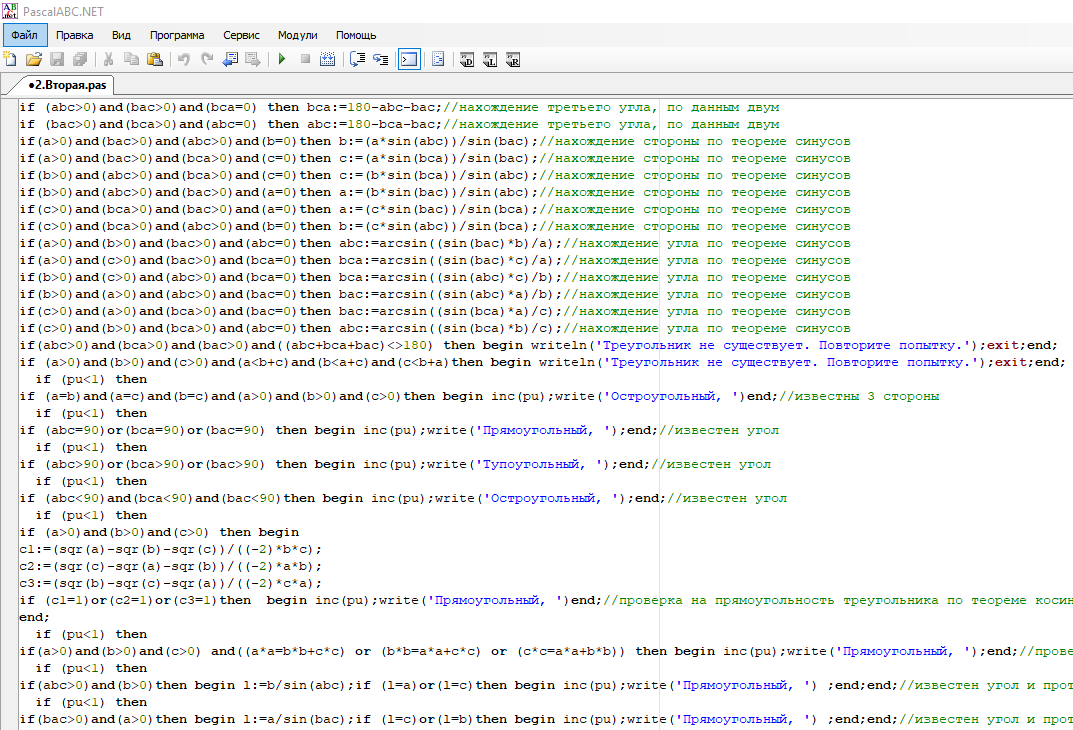 PascalABC.NET
Файл Правка Вид Программа Сервис Модули Помощь
•2.Вторая.pas
if (abc>0)and(bac>0)and(bca=0) then bca:=180-abc-bac;//нахождение третьего угла, по данным двум
if (bac>0)and(bca>0)and(abc=0) then abc:=180-bca-bac;//нахождение третьего угла, по данным двум
if(a>0)and(bac>0)and(abc>0)and(b=0)then b:=(a*sin(abc))/sin(bac);//нахождение стороны по теореме синусов
if(a>0)and(bac>0)and(bca>0)and(c=0)then c:=(a*sin(bca))/sin(bac);//нахождение стороны по теореме синусов
if(b>0)and(abc>0)and(bca>0)and(c=0)then c:=(b*sin(bca))/sin(abc);//нахождение стороны по теореме синусов
if(b>0)and(abc>0)and(bac>0)and(a=0)then a:=(b*sin(bac))/sin(abc);//нахождение стороны по теореме синусов
if(c>0)and(bca>0)and(bac>0)and(a=0)then a:=(c*sin(bac))/sin(bca);//нахождение стороны по теореме синусов
if(c>0)and(bca>0)and(abc>0)and(b=0)then b:=(c*sin(abc))/sin(bca);//нахождение стороны по теореме синусов
if(a>0)and(b>0)and(bac>0)and(abc=0)then abc:=arcsin((sin(bac)*b)/a);//нахождение угла по теореме синусов
if(a>0)and(c>0)and(bac>0)and(bca=0)then bca:=arcsin((sin(bac)*c)/a);//нахождение угла по теореме синусов
if(b>0)and(c>0)and(abc>0)and(bca=0)then bca:=arcsin((sin(abc)*c)/b);//нахождение угла по теореме синусов
if(b>0)and(a>0)and(abc>0)and(bac=0)then bac:=arcsin((sin(abc)*a)/b);//нахождение угла по теореме синусов
if(c>0)and(a>0)and(bca>0)and(bac=0)then bac:=arcsin((sin(bca)*a)/c);//нахождение угла по теореме синусов
if(c>0)and(b>0)and(bca>0)and(abc=0)then abc:=arcsin((sin(bca)*b)/c);//нахождение угла по теореме синусов
if(abc>0)and(bca>0)and(bac>0)and((abc+bca+bac)<>180) then begin writeln('Треугольник не существует. Повторите попытку.');exit;end;
if (a>0)and(b>0)and(c>0)and(a<b+c)and(b<a+c)and(c<b+a)then begin writeln('Треугольник не существует. Повторите попытку.');exit;end;
if (pu<1) then
if (a=b)and(a=c)and(b=c)and(a>0)and(b>0)and(c>0)then begin inc(pu);write('Остроугольный, ')end;//известны 3 стороны
if (pu<1) then
if (abc=90)or(bca=90)or(bac=90) then begin inc(pu);write('Прямоугольный, ');end;//известен угол
if (pu<1) then
if (abc>90)or(bca>90)or(bac>90) then begin inc(pu);write('Тупоугольный, ');end;//известен угол
if (pu<1) then
if (abc<90)and(bca<90)and(bac<90)then begin inc(pu);write('Остроугольный, ');end;//известен угол
if (pu<1) then
if (a>0)and(b>0)and(c>0) then begin
c1:=(sqr(a)-sqr(b)-sqr(c))/((-2)*b*c);
c2:=(sqr(c)-sqr(a)-sqr(b))/((-2)*a*b);
c3:=(sqr(b)-sqr(c)-sqr(a))/((-2)*c*a);
if (c1=1)or(c2=1)or(c3=1)then  begin inc(pu);write('Прямоугольный, ')end;//проверка на прямоугольность треугольника по теореме косин
end;
if (pu<1) then
if(a>0)and(b>0)and(c>0) and((a*a=b*b+c*c) or (b*b=a*a+c*c) or (c*c=a*a+b*b)) then begin inc(pu);write('Прямоугольный, ');end;//прове
if (pu<1) then
if(abc>0)and(b>0)then begin l:=b/sin(abc);if (l=a)or(l=c)then begin inc(pu);write('Прямоугольный, ') ;end;end;//известен угол и прот
if (pu<1) then
if(bac>0)and(a>0)then begin l:=a/sin(bac);if (l=c)or(l=b)then begin inc(pu);write('Прямоугольный, ') ;end;end;//известен угол и прот